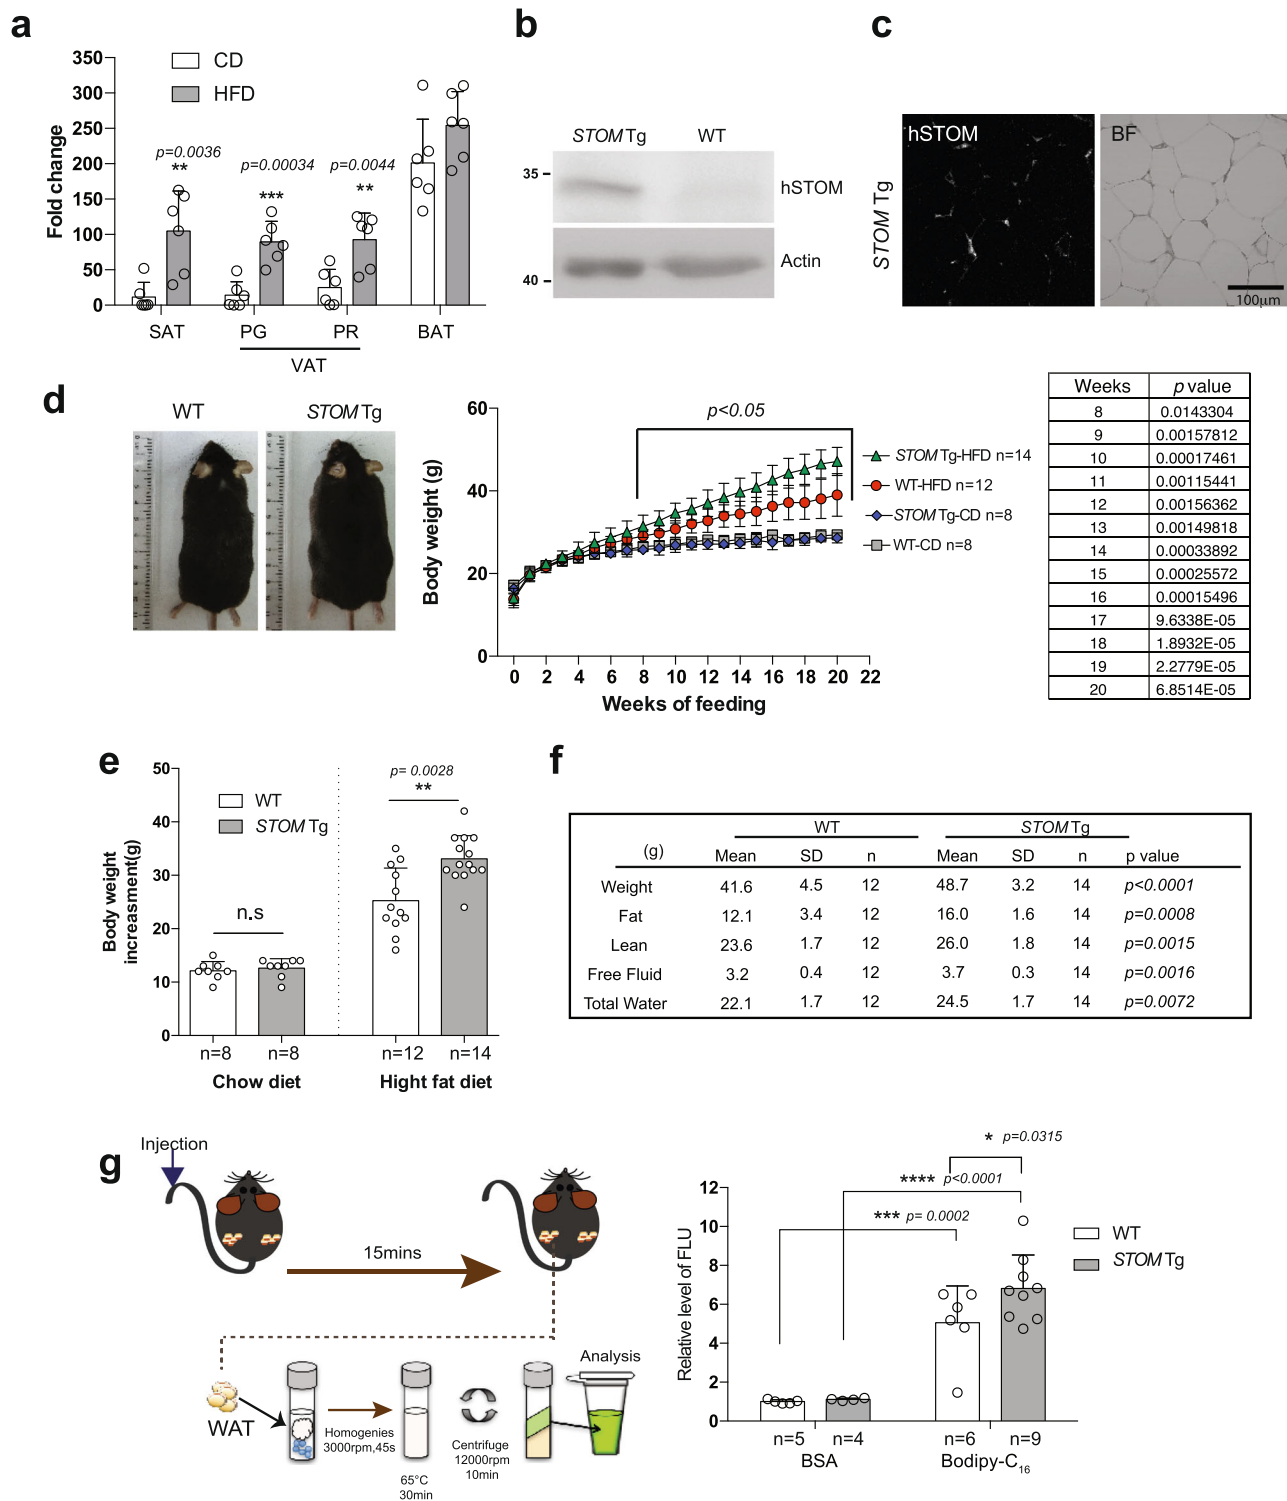 a
350
300
250
200
150
100
50
0
Fold change
CD
HFD
p=0.0036
**
p=0.00034
***
p=0.0044
**
SAT
PG
PR
BAT
VAT
b
STOM Tg
WT
35
hSTOM
Actin
40
c
hSTOM
BF
STOM Tg
100μm
d
WT
STOM Tg
60
40
20
0
Body weight (g)
p<0.05
0 2 4 6 8 10 12 14 16 18 20 22
Weeks of feeding
STOM Tg-HFD n=14
WT-HFD n=12
STOM Tg-CD n=8
WT-CD n=8
Weeks p value
8 0.0143304
9 0.00157812
10 0.00017461
11 0.00115441
12 0.00156362
13 0.00149818
14 0.00033892
15 0.00025572
16 0.00015496
17 9.6338E-05
18 1.8932E-05
19 2.2779E-05
20 6.8514E-05
e
50
40
30
20
10
0
Body weight
increasment(g)
WT
STOM Tg
n.s
p= 0.0028
**
n=8 n=8 n=12 n=14
Chow diet
Hight fat diet
f
WT STOM Tg
(g) Mean SD n Mean SD n p value
Weight 41.6 4.5 12 48.7 3.2 14 p<0.0001
Fat 12.1 3.4 12 16.0 1.6 14 p=0.0008
Lean 23.6 1.7 12 26.0 1.8 14 p=0.0015
Free Fluid 3.2 0.4 12 3.7 0.3 14 p=0.0016
Total Water 22.1 1.7 12 24.5 1.7 14 p=0.0072
g
Injection
15mins
WAT
Homogenies
3000rpm,45s
65°C
30min
Centrifuge
12000rpm
10min
Analysis
12
10
8
6
4
2
0
Relative level of FLU
* p=0.0315
**** p<0.0001
*** p= 0.0002
WT
STOM Tg
n=5 n=4 n=6 n=9
BSA
Bodipy-C16